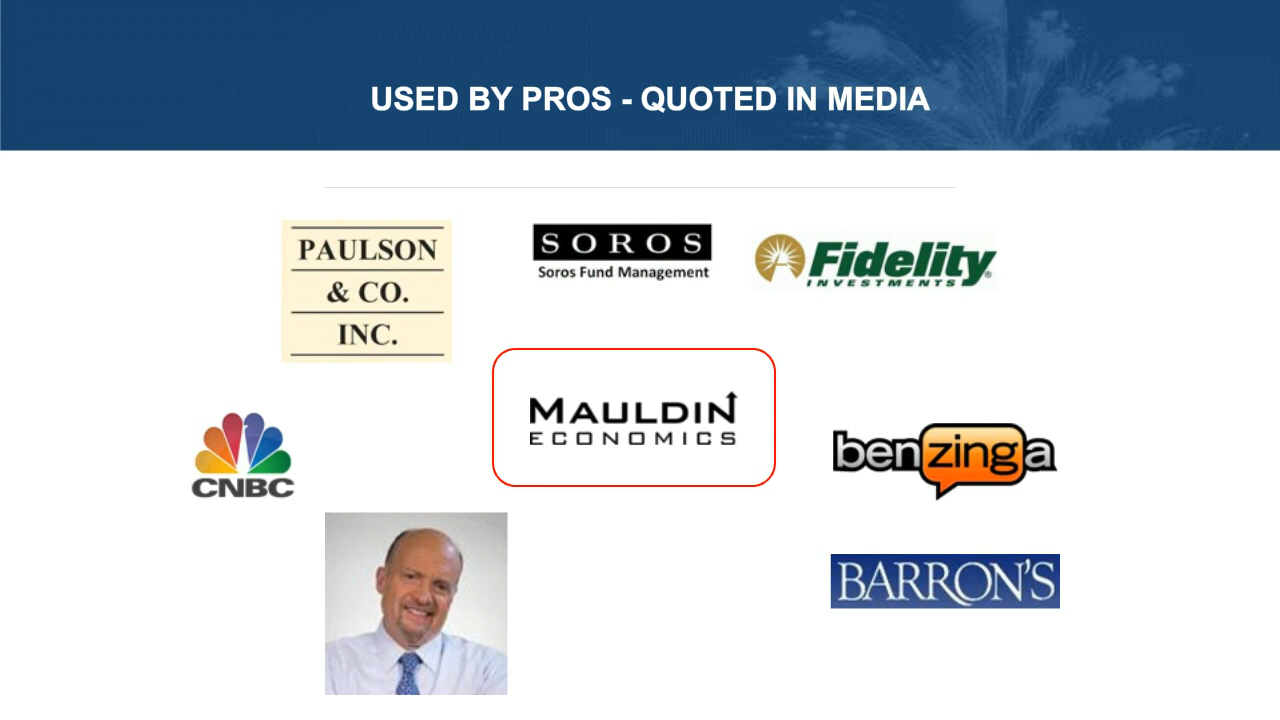 USED BY PROS - QUOTED IN MEDIA
PAULSON
& CO.
INC.
SOROS
Soros Fund Management
Fidelity
INVESTMENTS
MAULDIN
ECONOMICS
CNBC
benzinga
BARRON'S